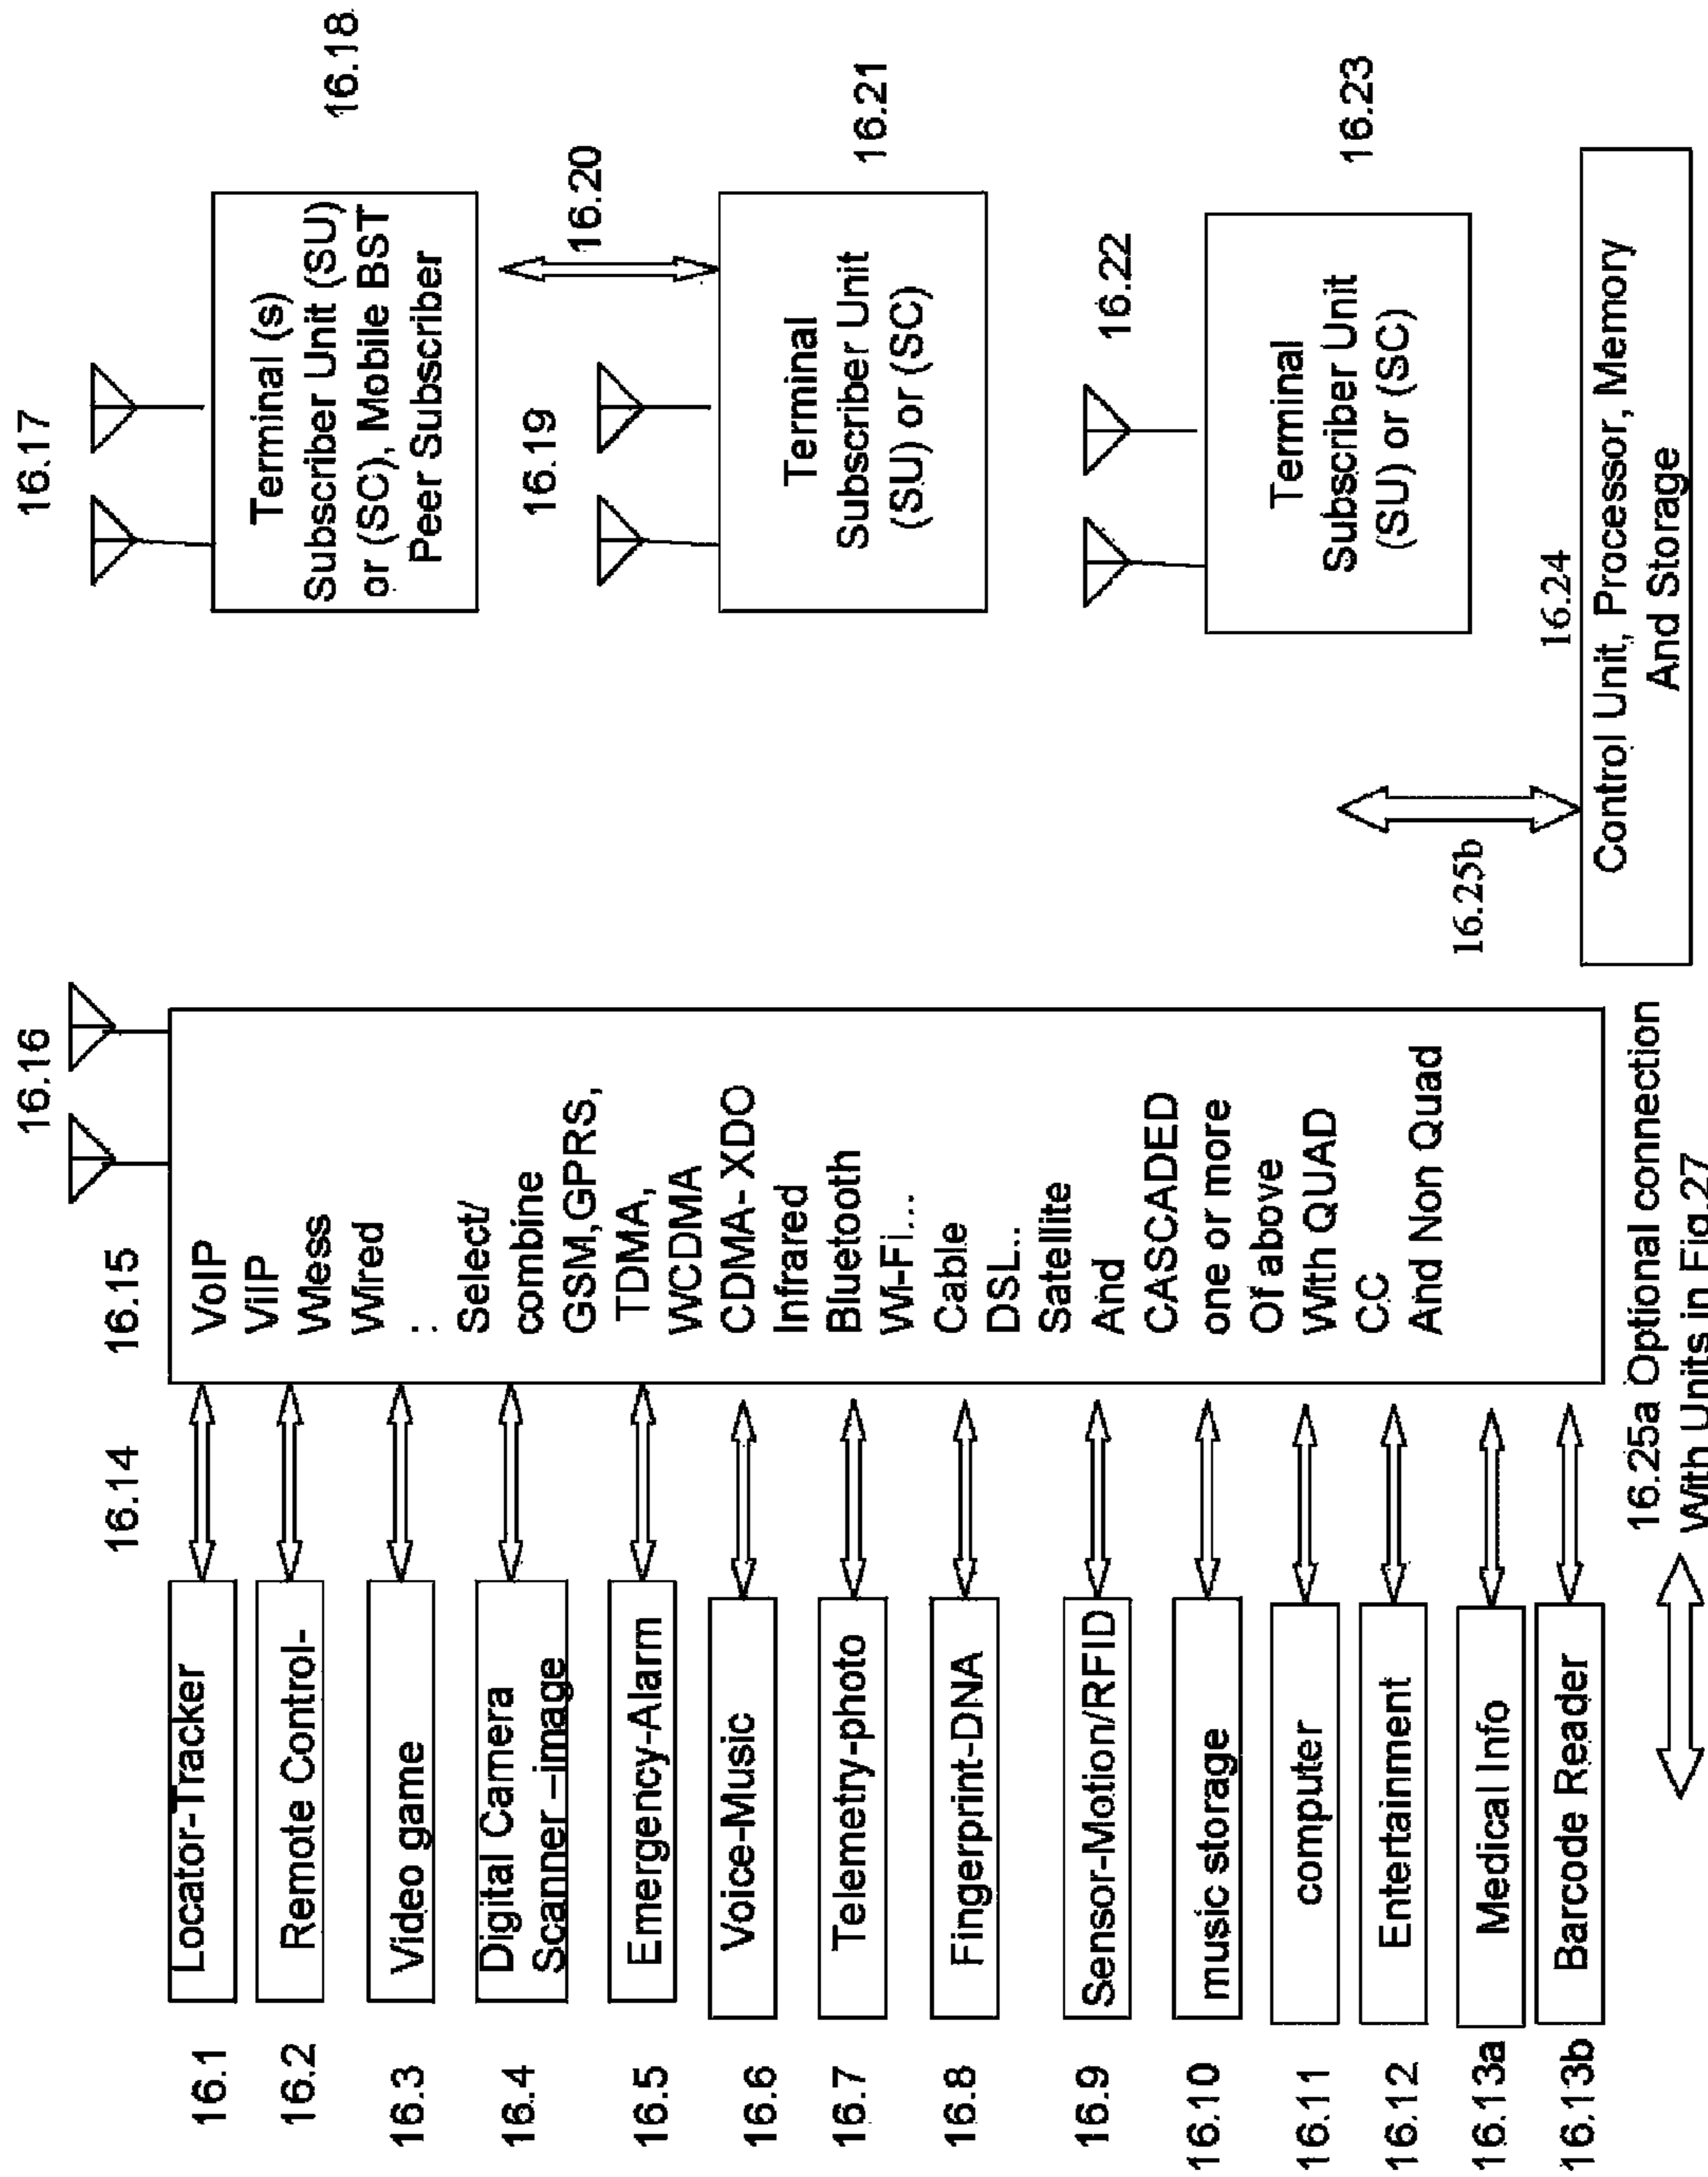 16.1
Locator-Tracker
16.2
Remote Control-
16.3
Video game
16.4
Digital Camera
Scanner –image
16.5
Emergency-Alarm
16.6
Voice-Music
16.7
Telemetry-photo
16.8
Fingerprint-DNA
16.9
Sensor-Motion/RFID
16.10
music storage
16.11
computer
16.12
Entertainment
16.13a
Medical Info
16.13b
Barcode Reader
16.14
16.15
16.16
VoIP
ViIP
Wless
Wired
:
Select/
combine
GSM,GPRS,
TDMA,
WCDMA
CDMA-XDO
Infrared
Bluetooth
Wi-Fi...
Cable
DSL..
Satellite
And
CASCADED
one or more
Of above
With QUAD
CC
And Non Quad
16.25a Optional connection
With Units in Fig.27
16.17
Terminal (s)
Subscriber Unit (SU)
or (SC), Mobile BST
Peer Subscriber
16.18
16.19
16.20
Terminal
Subscriber Unit
(SU) or (SC)
16.21
16.22
Terminal
Subscriber Unit
(SU) or (SC)
16.23
16.24
16.25b
Control Unit, Processor, Memory
And Storage